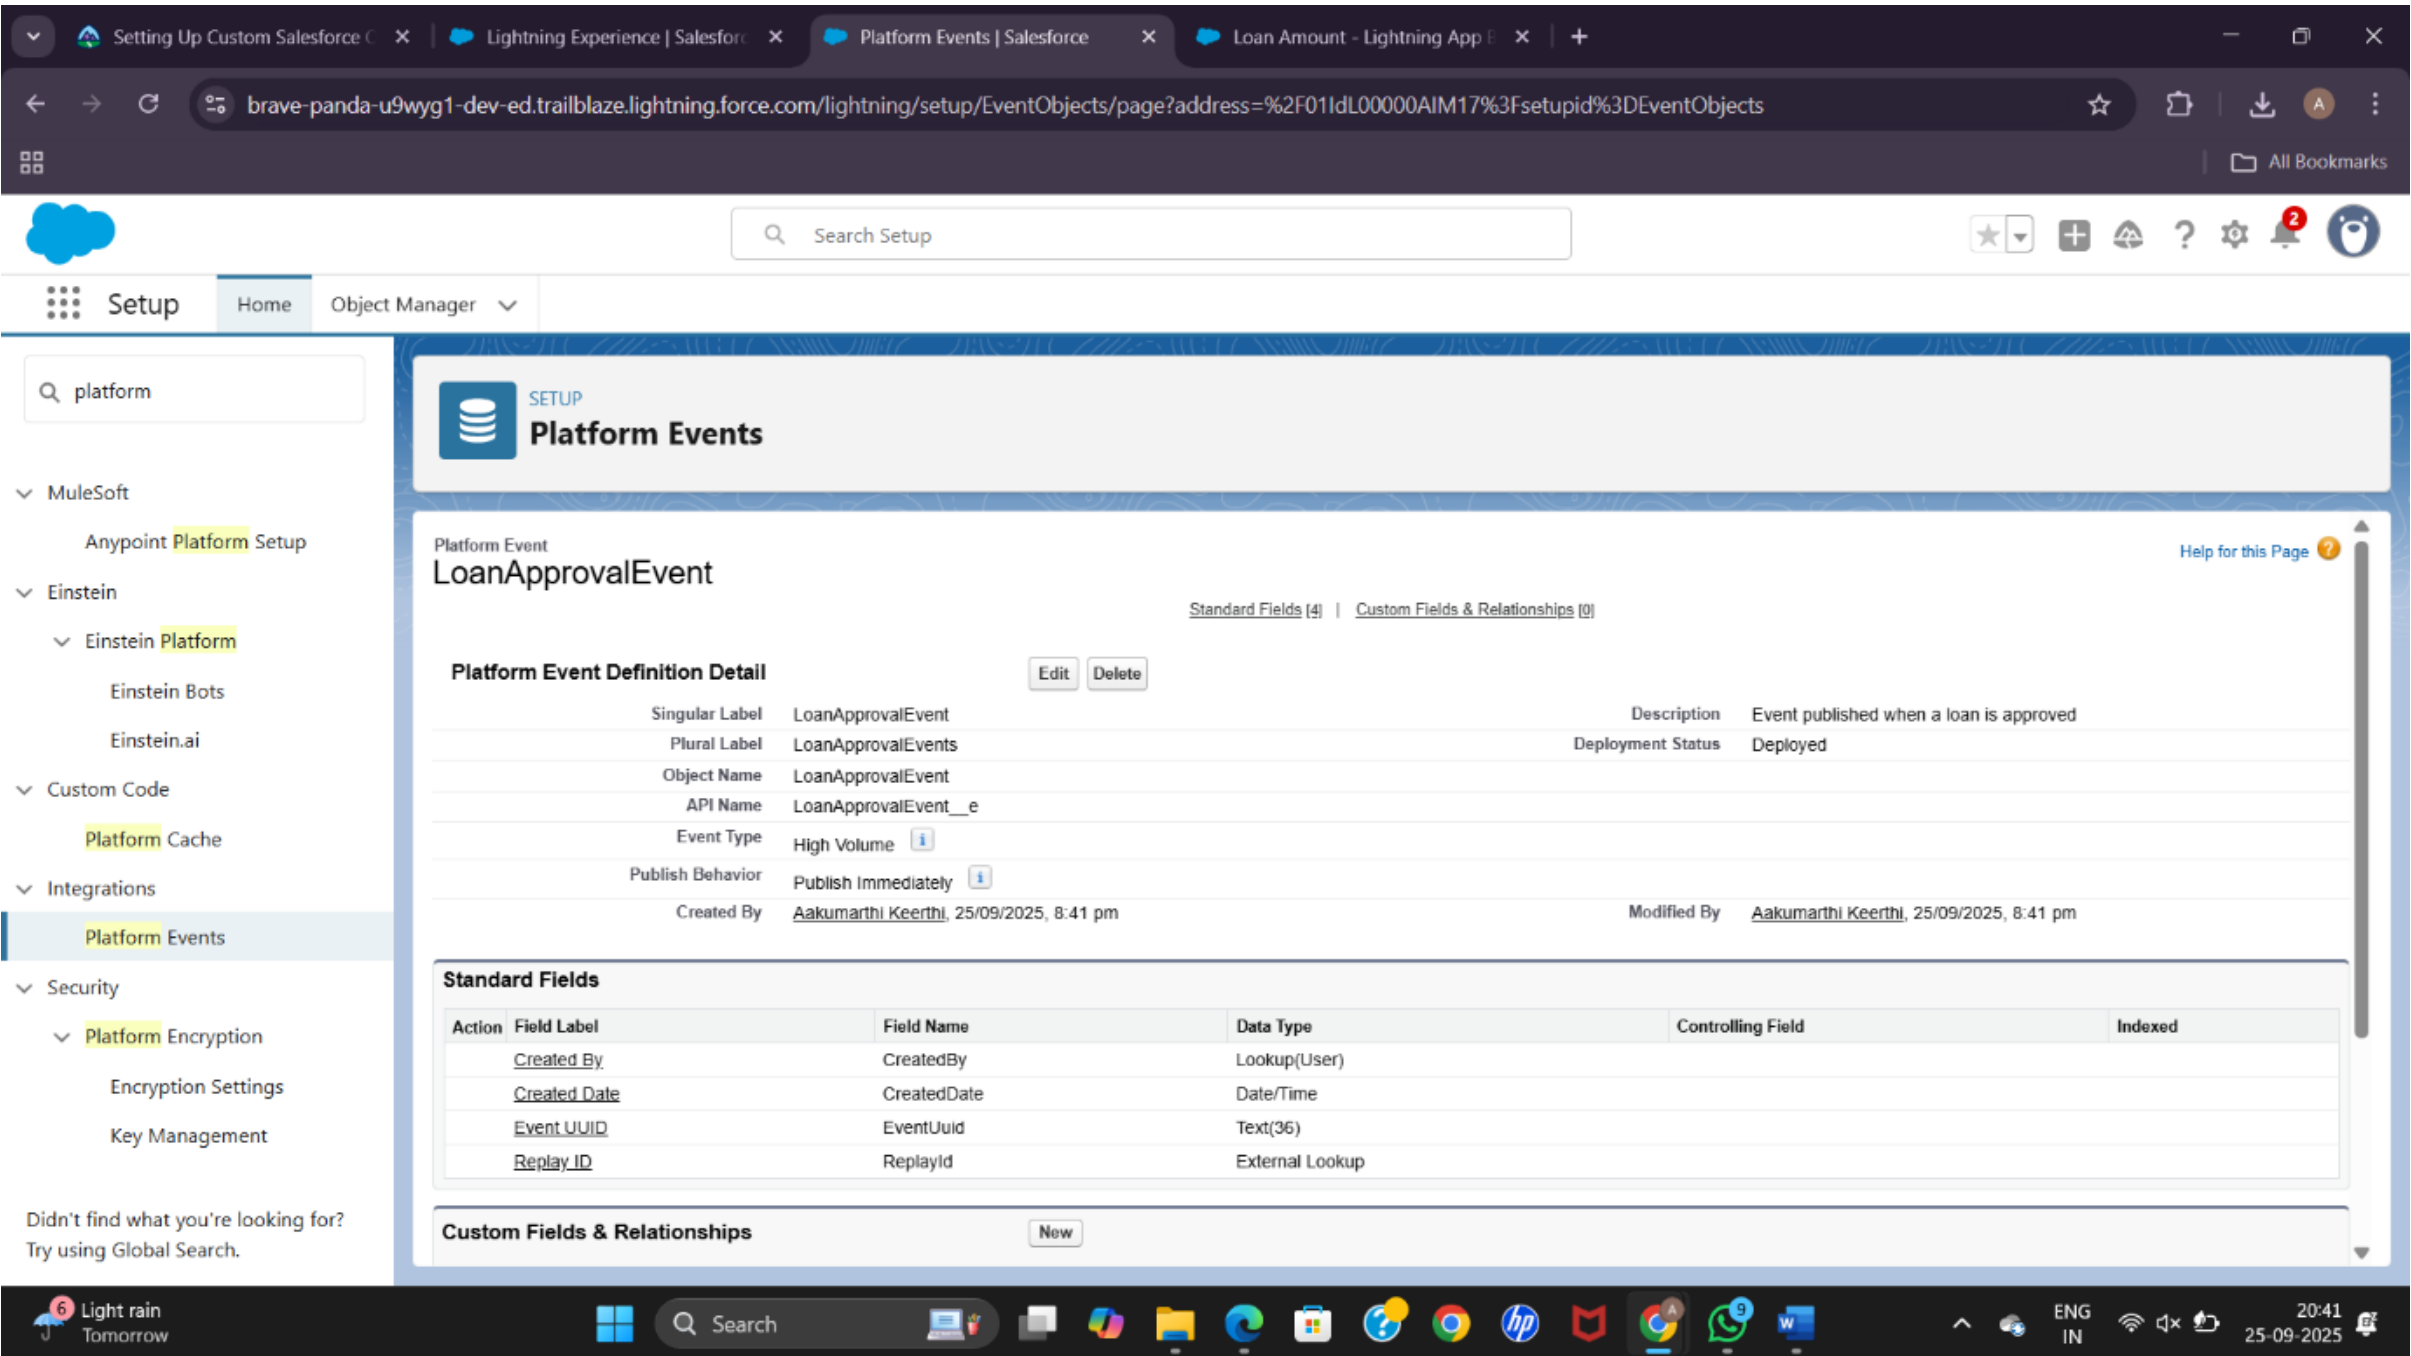 Setting Up Custom Salesforce C
Lightning Experience | Salesforc
Platform Events | Salesforce
Loan Amount - Lightning App B
brave-panda-u9wyg1-dev-ed.trailblaze.lightning.force.com/lightning/setup/EventObjects/page?address=%2F01IdL00000AIM17%3Fsetupid%3DEventObjects
A
All Bookmarks
Search Setup
2
Setup
Home
Object Manager
platform
MuleSoft
Anypoint Platform Setup
Einstein
Einstein Platform
Einstein Bots
Einstein.ai
Custom Code
Platform Cache
Integrations
Platform Events
Security
Platform Encryption
Encryption Settings
Key Management
Didn't find what you're looking for?
Try using Global Search.
SETUP
Platform Events
Platform Event
LoanApprovalEvent
Help for this Page ?
Standard Fields [4] | Custom Fields & Relationships [0]
Platform Event Definition Detail Edit Delete
Singular Label LoanApprovalEvent Description Event published when a loan is approved
Plural Label LoanApprovalEvents Deployment Status Deployed
Object Name LoanApprovalEvent
API Name LoanApprovalEvent__e
Event Type High Volume i
Publish Behavior Publish Immediately i
Created By Aakumarthi Keerthi, 25/09/2025, 8:41 pm Modified By Aakumarthi Keerthi, 25/09/2025, 8:41 pm
Standard Fields
Action Field Label Field Name Data Type Controlling Field Indexed
Created By CreatedBy Lookup(User)
Created Date CreatedDate Date/Time
Event UUID EventUuid Text(36)
Replay ID ReplayId External Lookup
Custom Fields & Relationships New
6
Light rain
Tomorrow
Search
hp
A
9
W
ENG
IN
20:41
25-09-2025